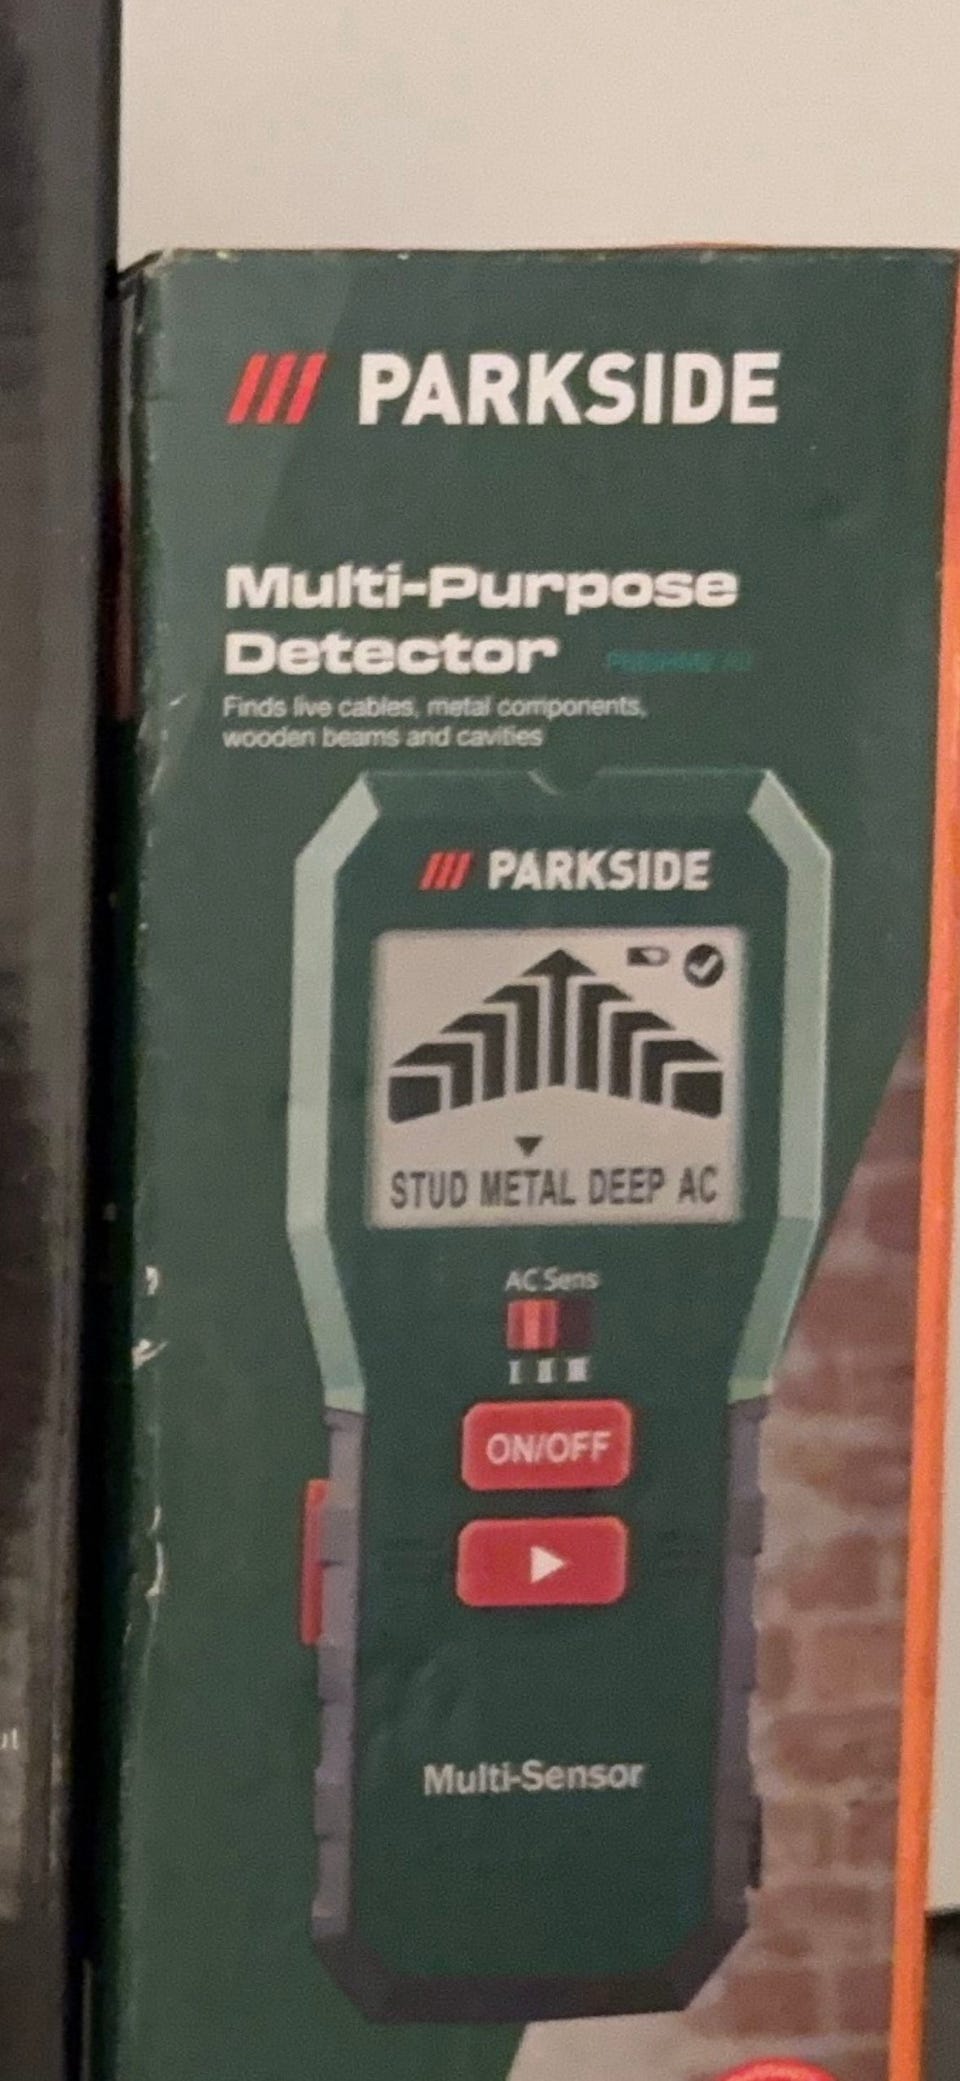 PARKSIDE
Multi-Purpose
Detector
Finds live cables, metal components,
wooden beams and cavities
PARKSIDE
STUD METAL DEEP AC
AC Sens
I II III
ON/OFF
Multi-Sensor